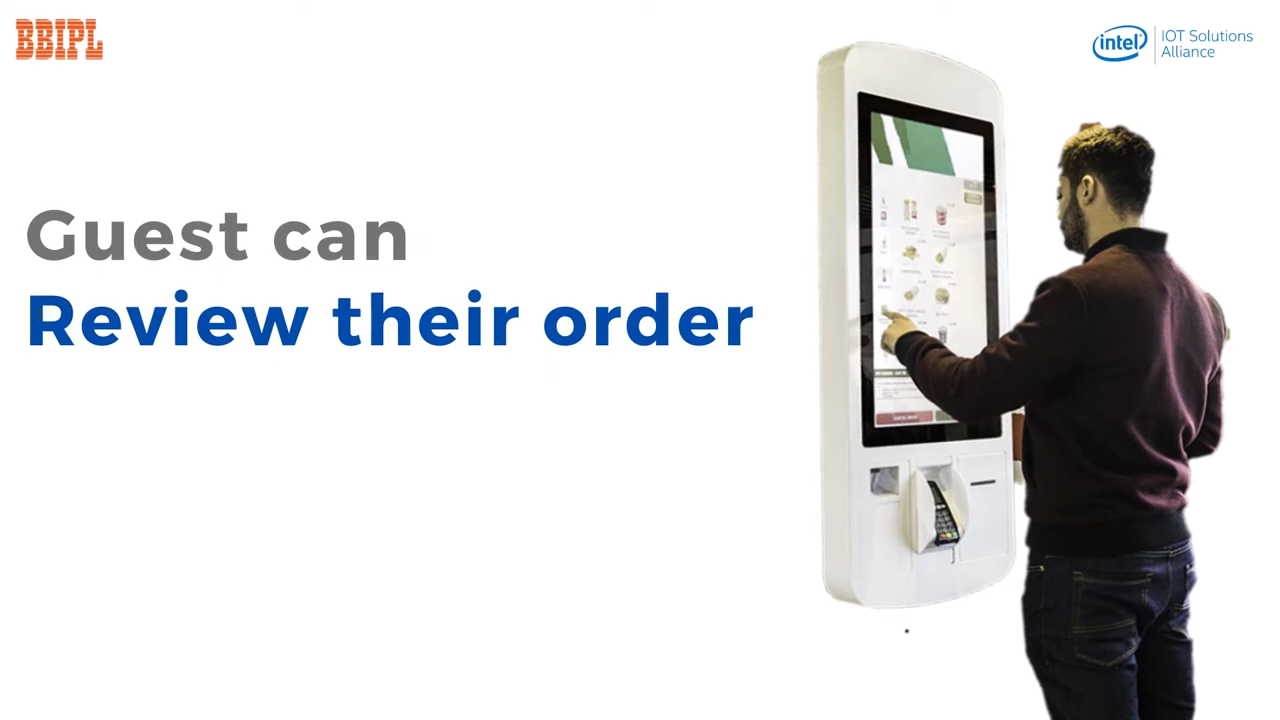 BBIPL
intel
IOT Solutions
Alliance
Guest can
Review their order